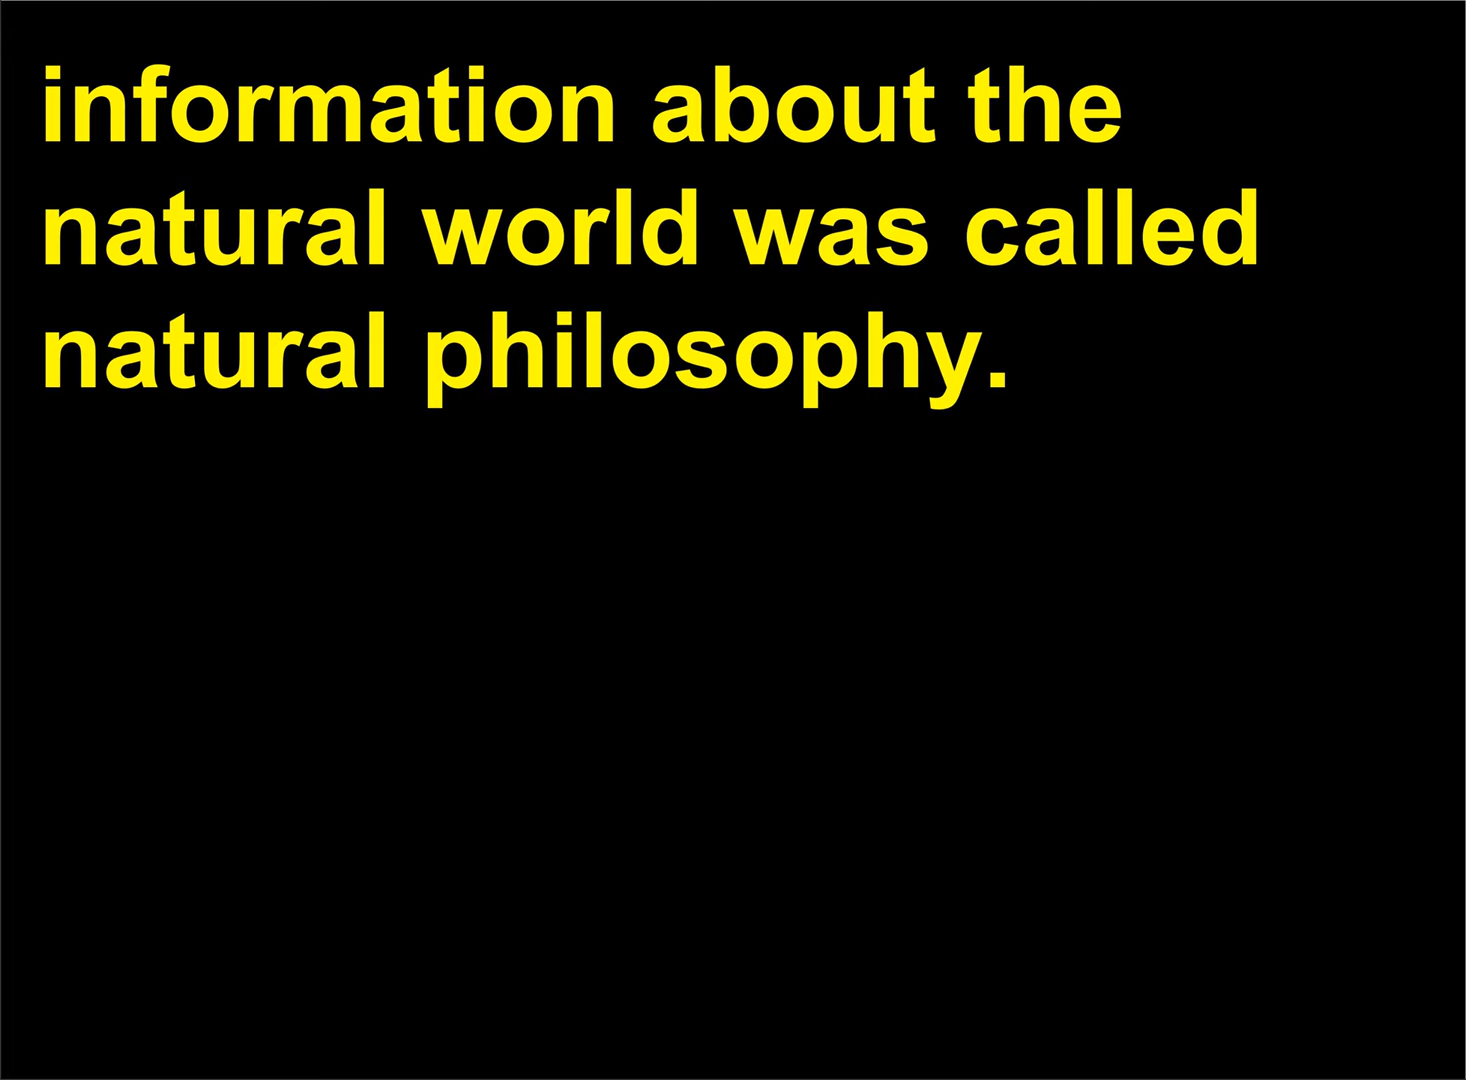 information about the
natural world was called
natural philosophy.